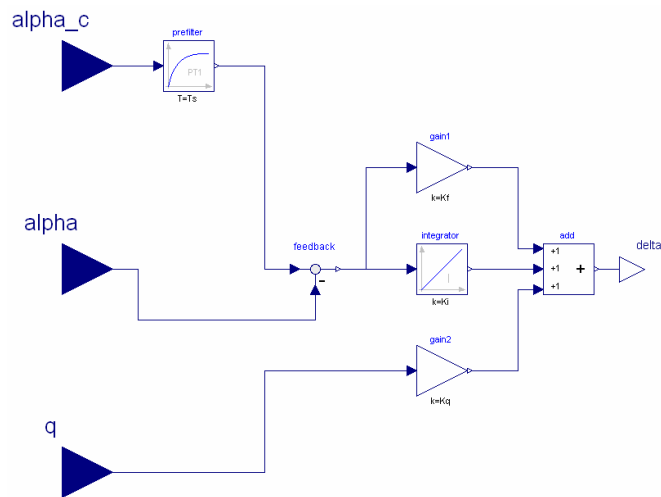 alpha_c
prefilter
PT1
T=Ts
gain1
k=Kf
alpha
feedback
-
integrator
I
k=Ki
add
+1
+1
+
+1
delta
gain2
k=Kq
q